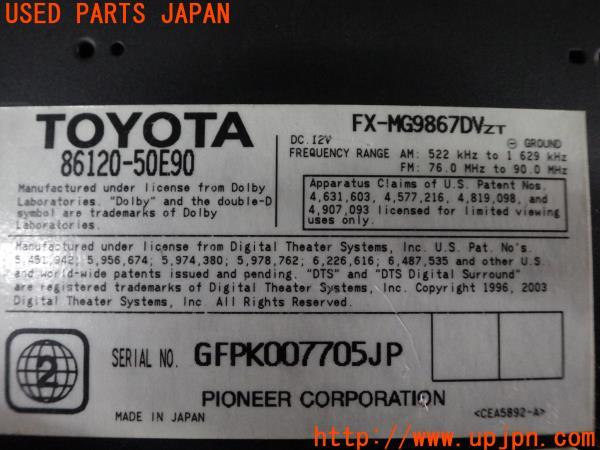 USED PARTS JAPAN
TOYOTA
86120-50E90
FX-MG9867DVZT
DC.12V ⊖ GROUND
FREQUENCY RANGE AM: 522 kHz to 1 629 kHz
FM: 76.0 MHz to 90.0 MHz
Manufactured under license from Dolby
Laboratories. "Dolby" and the double-D
symbol are trademarks of Dolby
Laboratories.
Apparatus Claims of U.S. Patent Nos.
4,631,603, 4,577,216, 4,819,098, and
4,907,093 licensed for limited viewing
uses only.
Manufactured under license from Digital Theater Systems, Inc. U.S. Pat. No's.
5,451,942; 5,956,674; 5,974,380; 5,978,762; 6,226,616; 6,487,535 and other U.S.
and world-wide patents issued and pending. "DTS" and "DTS Digital Surround"
are registered trademarks of Digital Theater Systems, Inc. Copyright 1996, 2003
Digital Theater Systems, Inc. All Rights Reserved.
2
SERIAL NO. GFPK007705JP
PIONEER CORPORATION
MADE IN JAPAN
<CEA5892-A>
http://www.upjpn.com